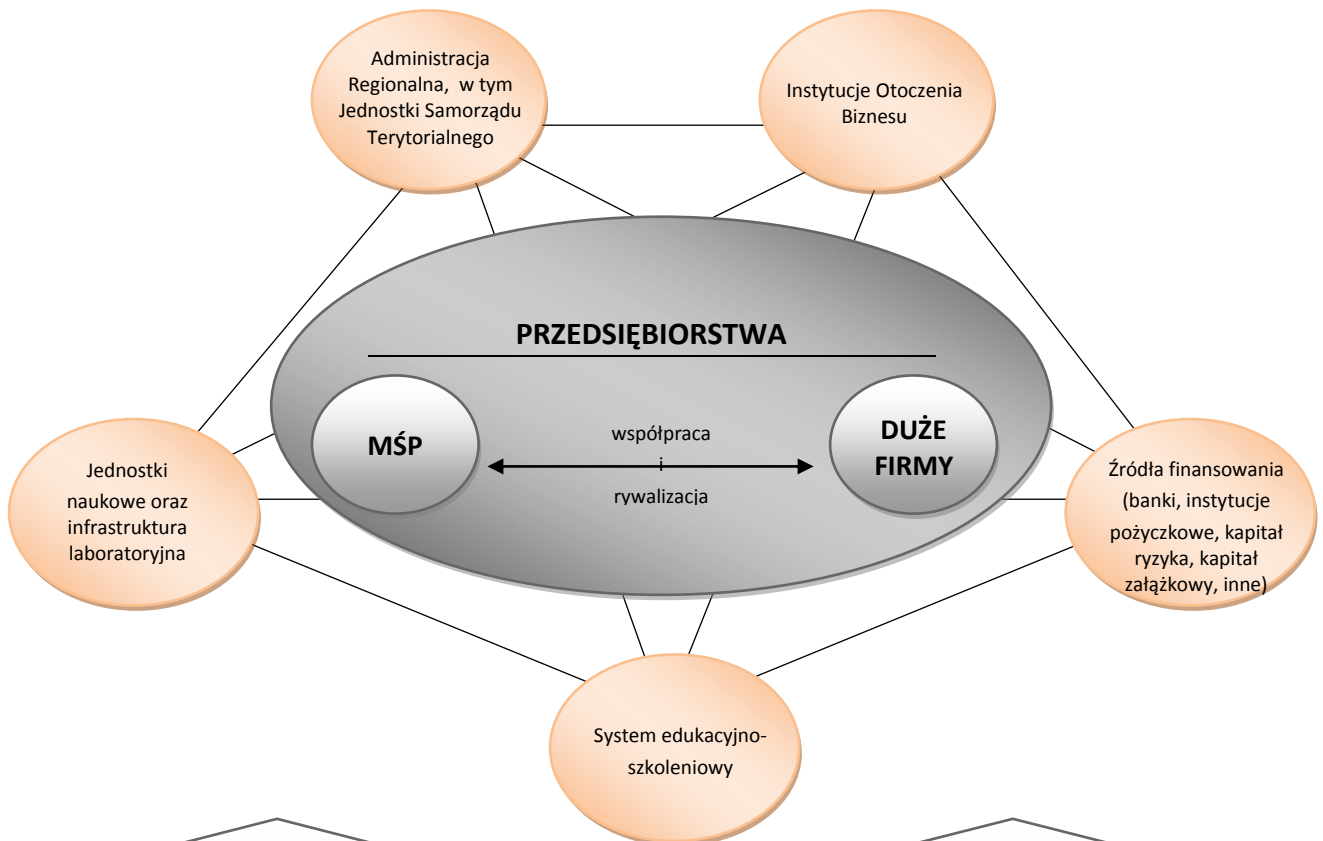 Administracja
Regionalna, w tym
Jednostki Samorządu
Terytorialnego
Instytucje Otoczenia
Biznesu
PRZEDSIĘBIORSTWA
MŚP
współpraca
i
rywalizacja
DUŻE
FIRMY
Jednostki
naukowe oraz
infrastruktura
laboratoryjna
Źródła finansowania
(banki, instytucje
pożyczkowe, kapitał
ryzyka, kapitał
załążkowy, inne)
System edukacyjno-
szkoleniowy